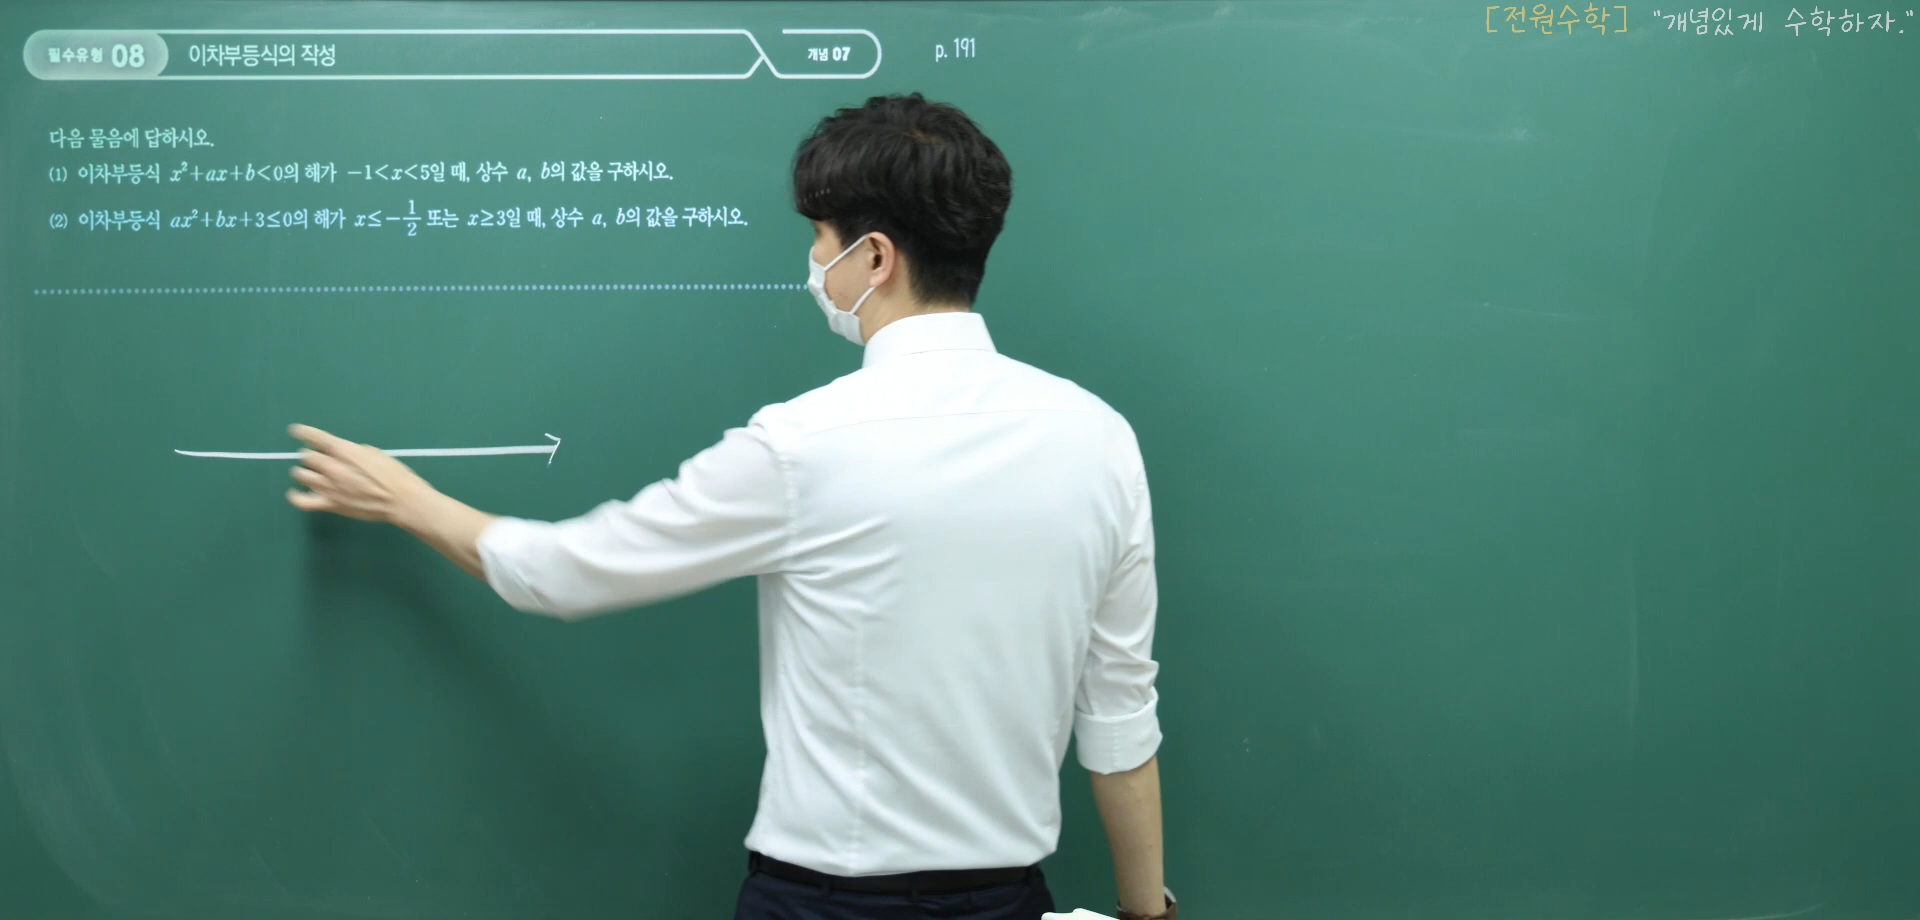 [전원수학] "개념있게 수학하자."
필수유형 08 이차부등식의 작성 개념 07 p. 191
다음 물음에 답하시오.
(1) 이차부등식 x²+ax+b<0의 해가 -1<x<5일 때, 상수 a, b의 값을 구하시오.
(2) 이차부등식 ax²+bx+3≤0의 해가 x≤-1/2 또는 x≥3일 때, 상수 a, b의 값을 구하시오.